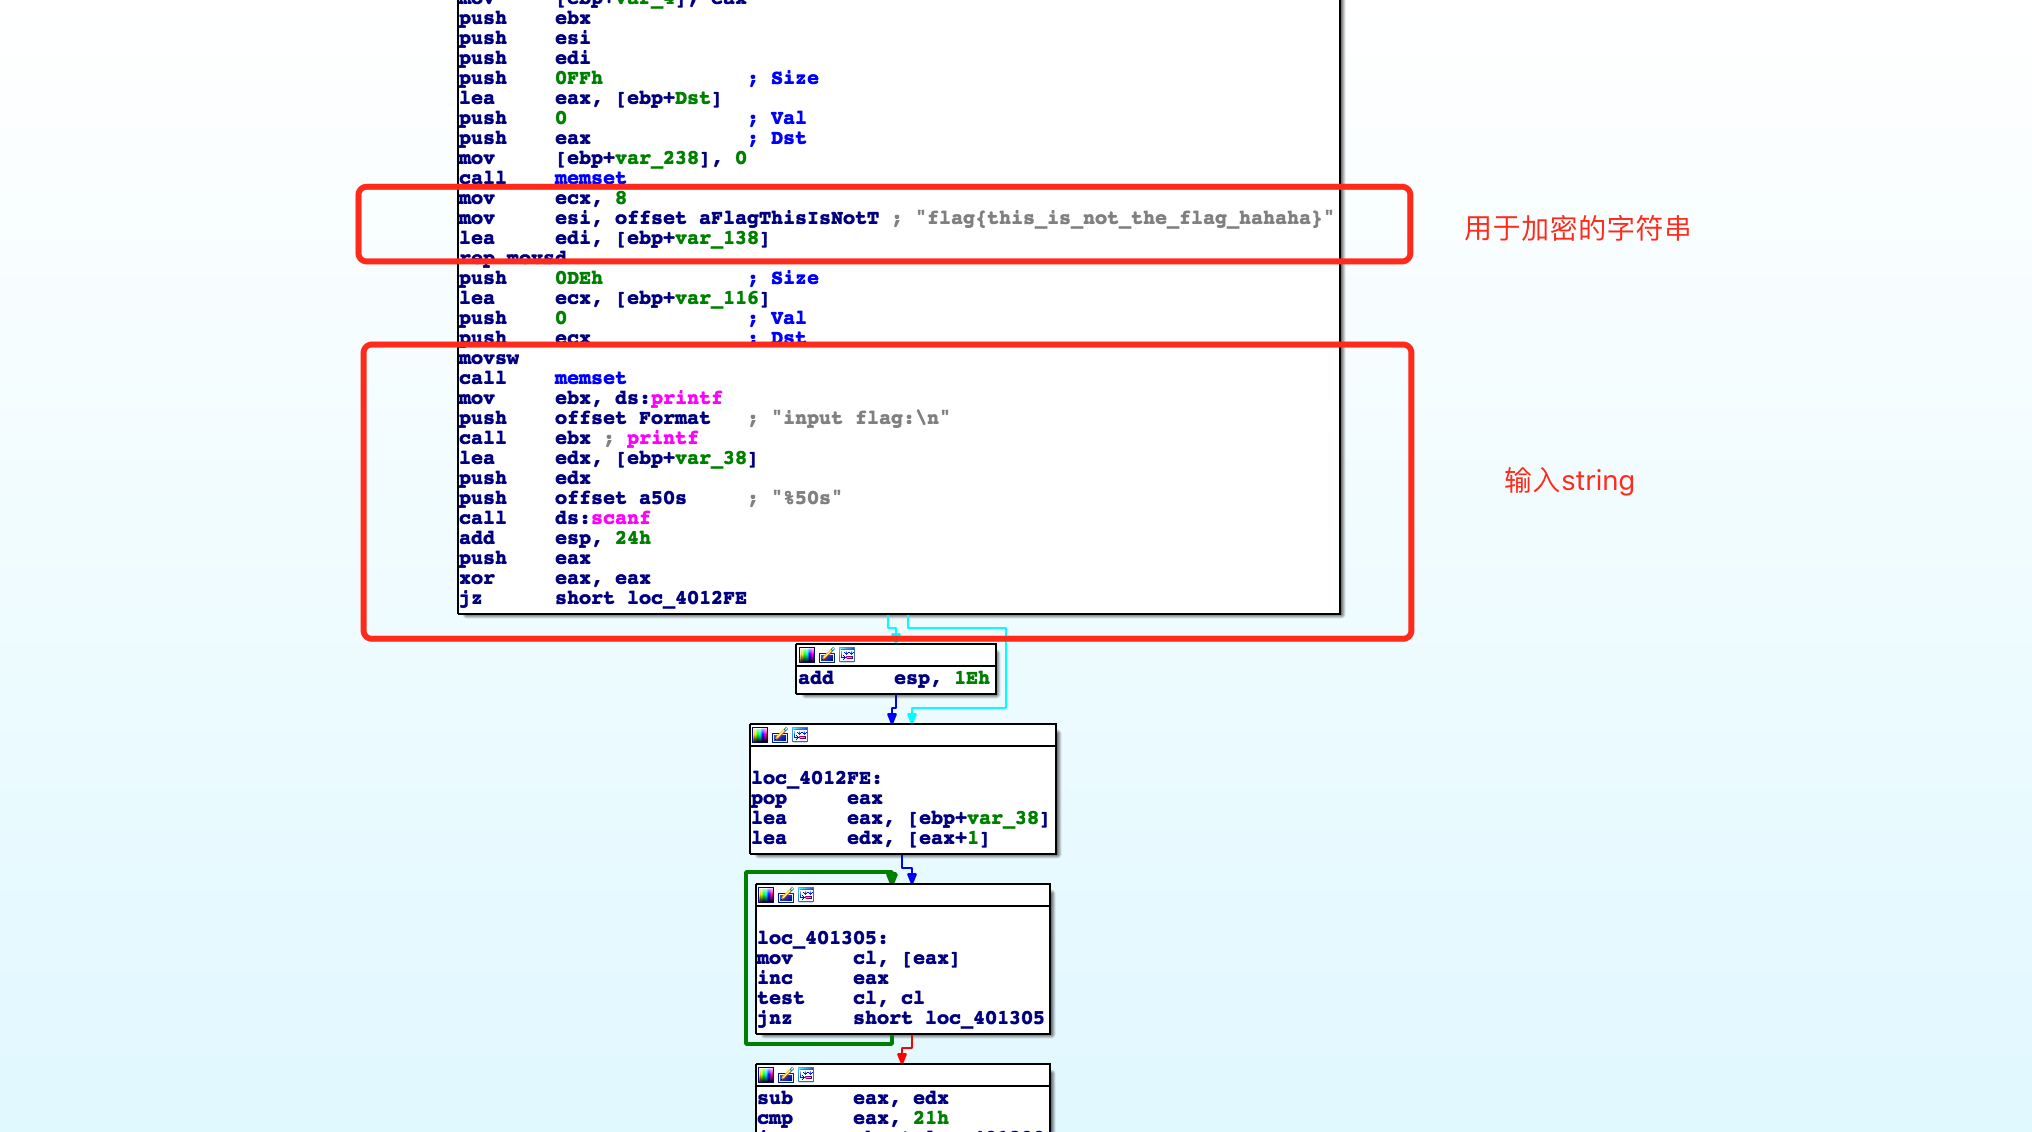 mov [ebp+var_4], eax
push ebx
push esi
push edi
push 0FFh ; Size
lea eax, [ebp+Dst]
push 0 ; Val
push eax ; Dst
mov [ebp+var_238], 0
call memset
mov ecx, 8
mov esi, offset aFlagThisIsNotT ; "flag{this_is_not_the_flag_hahaha}"
lea edi, [ebp+var_138]
rep movsd
用于加密的字符串
push 0DEh ; Size
lea ecx, [ebp+var_116]
push 0 ; Val
push ecx ; Dst
movsw
call memset
mov ebx, ds:printf
push offset Format ; "input flag:\n"
call ebx ; printf
lea edx, [ebp+var_38]
push edx
push offset a50s ; "%50s"
call ds:scanf
add esp, 24h
push eax
xor eax, eax
jz short loc_4012FE
输入string
add esp, 1Eh
loc_4012FE:
pop eax
lea eax, [ebp+var_38]
lea edx, [eax+1]
loc_401305:
mov cl, [eax]
inc eax
test cl, cl
jnz short loc_401305
sub eax, edx
cmp eax, 21h